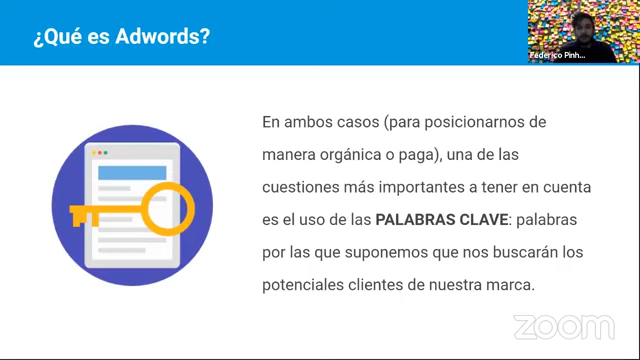 ¿Qué es Adwords?
Federico Pinh...
En ambos casos (para posicionarnos de
manera orgánica o paga), una de las
cuestiones más importantes a tener en cuenta
es el uso de las PALABRAS CLAVE: palabras
por las que suponemos que nos buscarán los
potenciales clientes de nuestra marca.
zoom